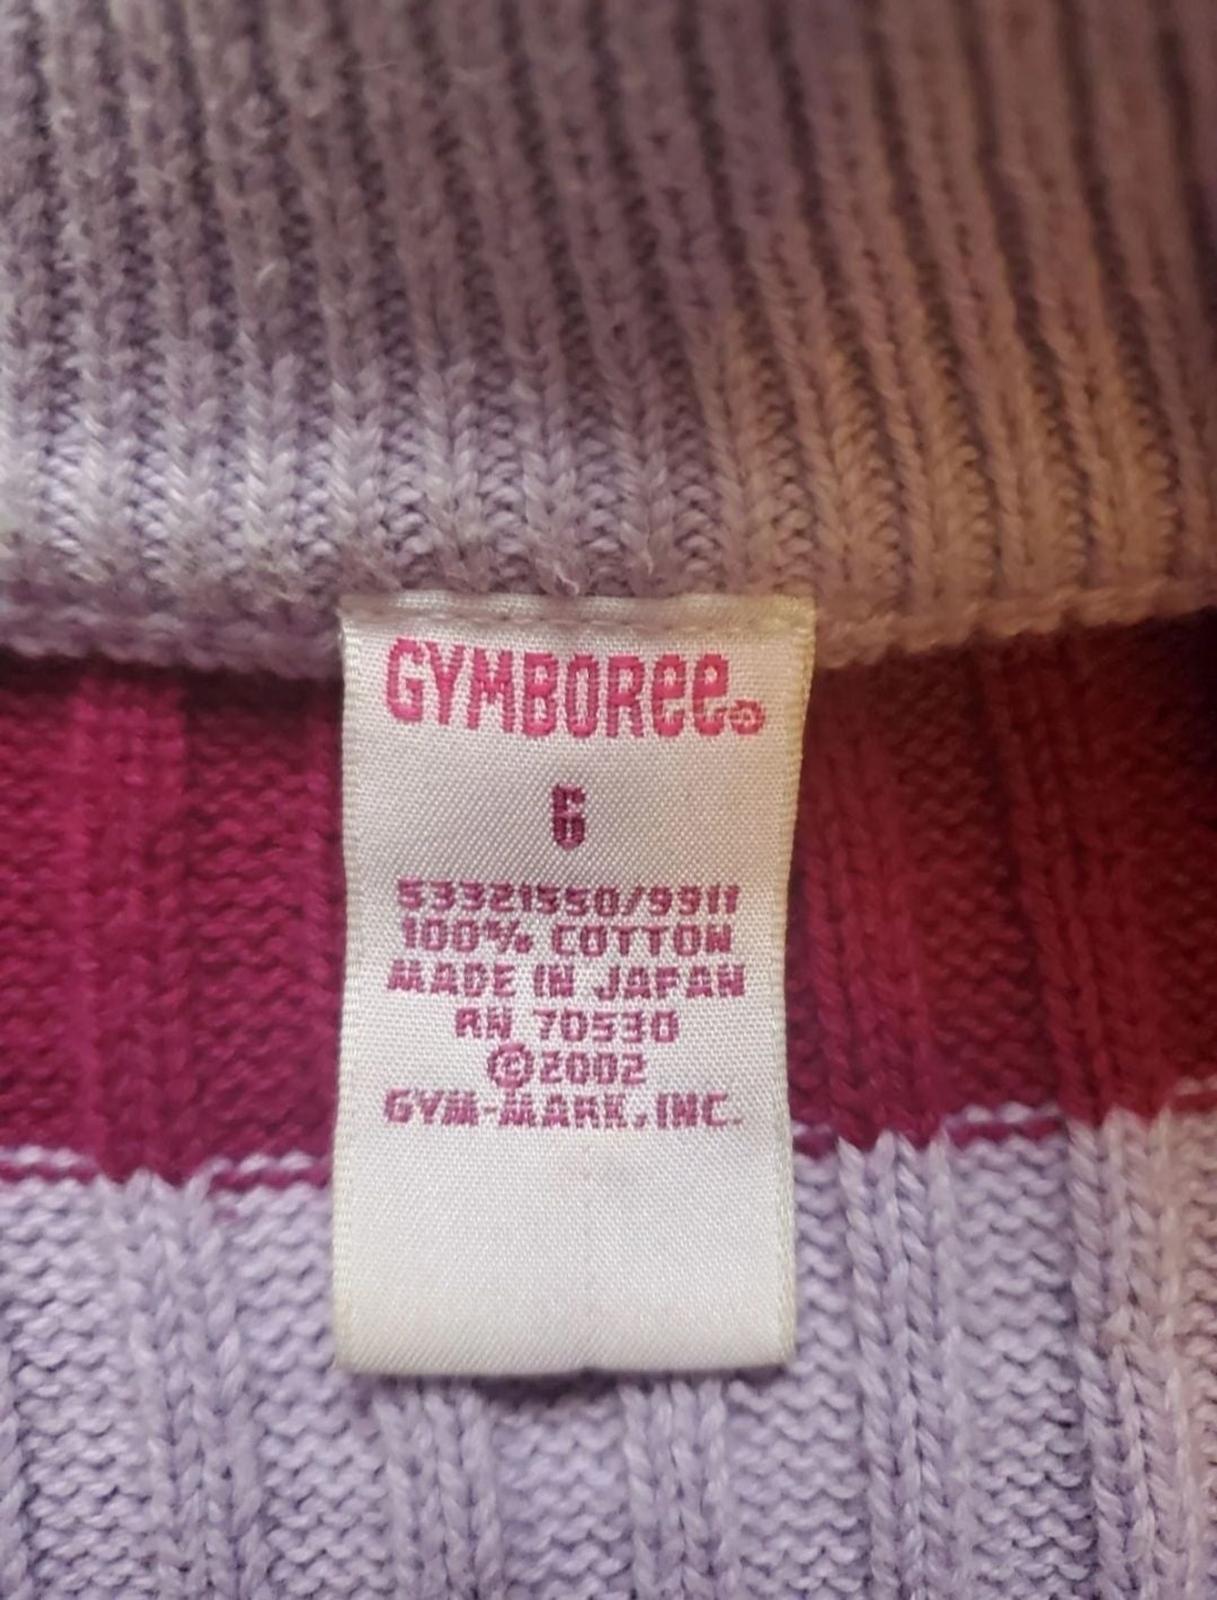 GYMBOREE®
6
53321550/9911
100% COTTON
MADE IN JAPAN
RN 70530
©2002
GYM-MARK, INC.